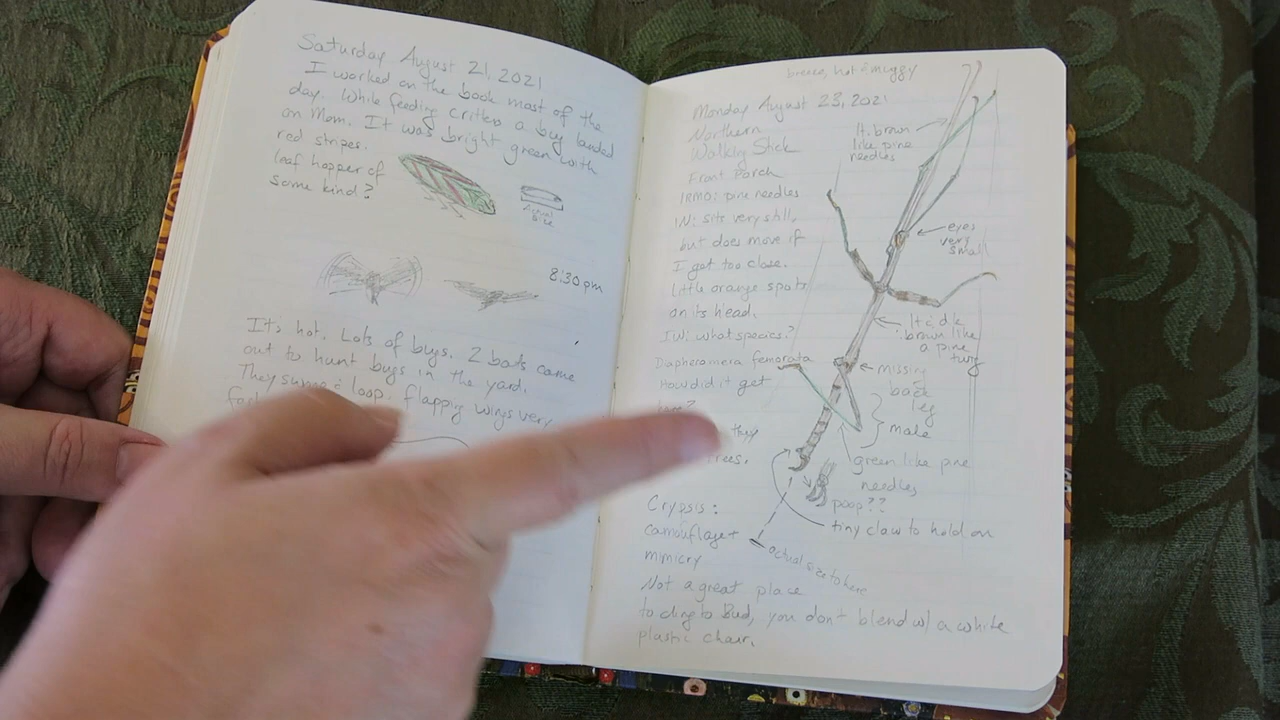 Saturday August 21, 2021
I worked on the book most of the
day. While feeding critters a bug landed
on Mom. It was bright green with
red stripes.
leaf hopper of
some kind?
Actual
Size
8:30pm
It's hot. Lots of bugs. 2 bats came
out to hunt bugs in the yard.
They swoop & loop, flapping wings very
breeze, hot & muggy
Monday August 23, 2021
Northern
Walking Stick
Front Porch
IRMO: pine needles
IN: sits very still,
but does move if
I get too close.
little orange spots
on its head.
IW: what species?
Diapheromera femorata
How did it get
here?
they
trees.
Crypsis:
camouflage +
mimicry
Not a great place
to cling to Bud, you don't blend w/ a white
plastic chair.
lt. brown
like pine
needles
eyes
very
small
lt & dk
brown like
a pine
twig
missing
back
leg
male
green like pine
needles
poop??
tiny claw to hold on
actual size to here